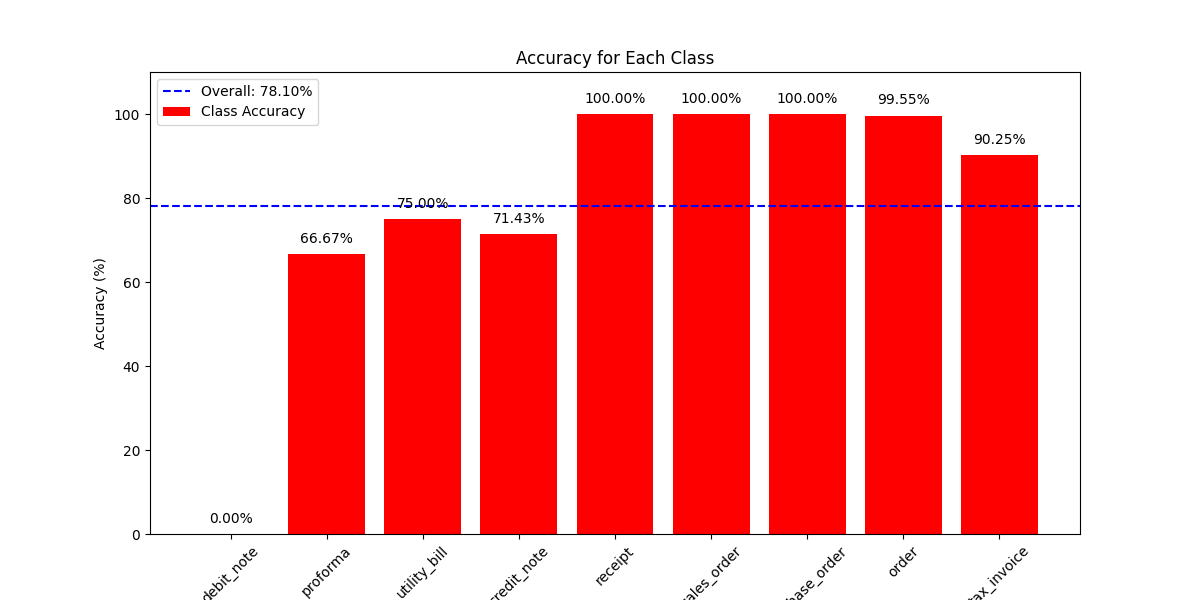 Accuracy for Each Class
Overall: 78.10%
Class Accuracy
100.00%
100.00%
100.00%
99.55%
90.25%
75.00%
71.43%
66.67%
0.00%
Accuracy (%)
100
80
60
40
20
0
debit_note
proforma
utility_bill
redit_note
receipt
ales_order
hase_order
order
ax_invoice